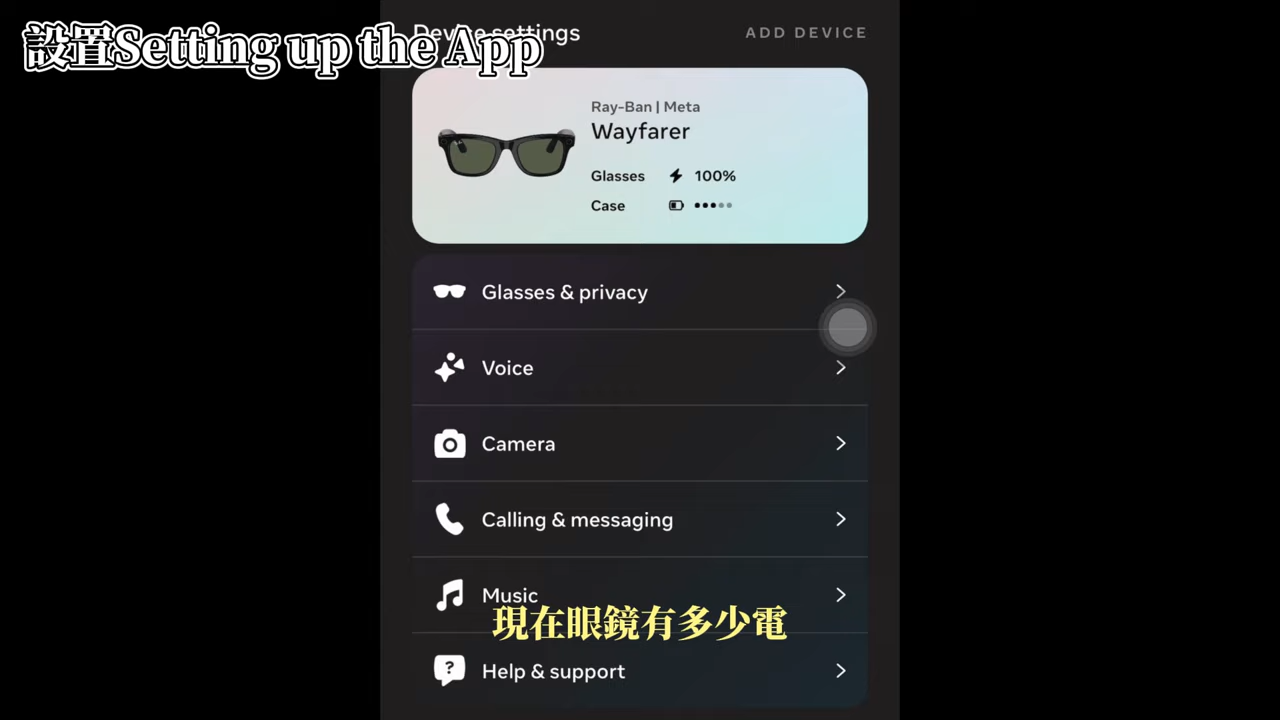 設置Setting up the App
Device settings
ADD DEVICE
Ray-Ban | Meta
Wayfarer
Glasses 100%
Case
Glasses & privacy
Voice
Camera
Calling & messaging
Music
現在眼鏡有多少電
Help & support